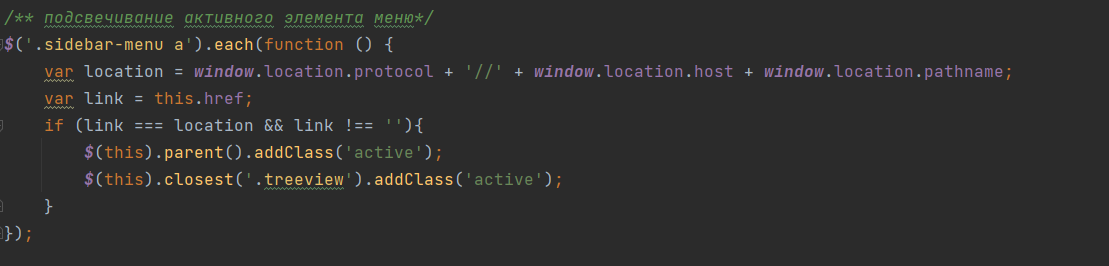 /** подсвечивание активного элемента меню*/
$('.sidebar-menu a').each(function () {
    var location = window.location.protocol + '//' + window.location.host + window.location.pathname;
    var link = this.href;
    if (link === location && link !== ''){
        $(this).parent().addClass('active');
        $(this).closest('.treeview').addClass('active');
    }
});